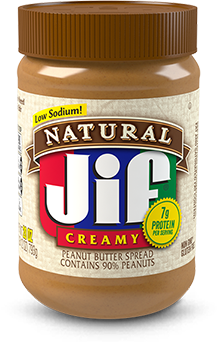 Low Sodium!
NATURAL
Jif
CREAMY
7g
PROTEIN
PER SERVING
PEANUT BUTTER SPREAD
CONTAINS 90% PEANUTS